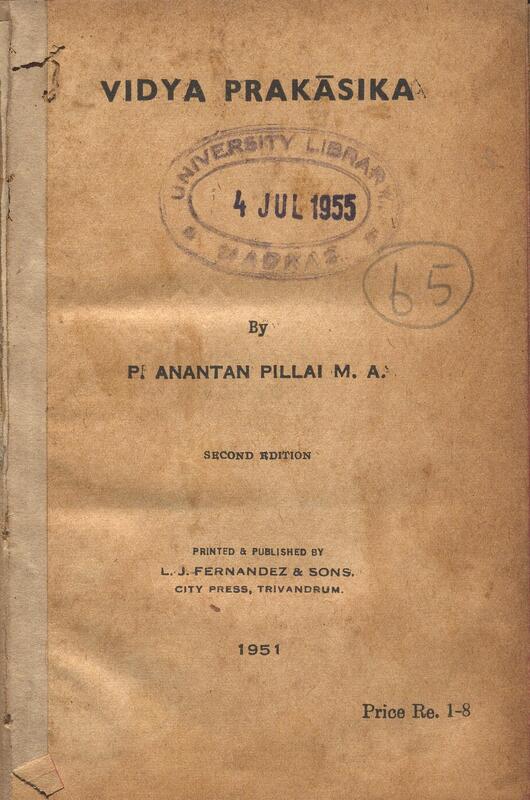 VIDYA PRAKĀSIKA
UNIVERSITY LIBRARY
4 JUL 1955
MADRAS
65
By
P. ANANTAN PILLAI M. A.
SECOND EDITION
PRINTED & PUBLISHED BY
L. J. FERNANDEZ & SONS.
CITY PRESS, TRIVANDRUM.
1951
Price Re. 1-8